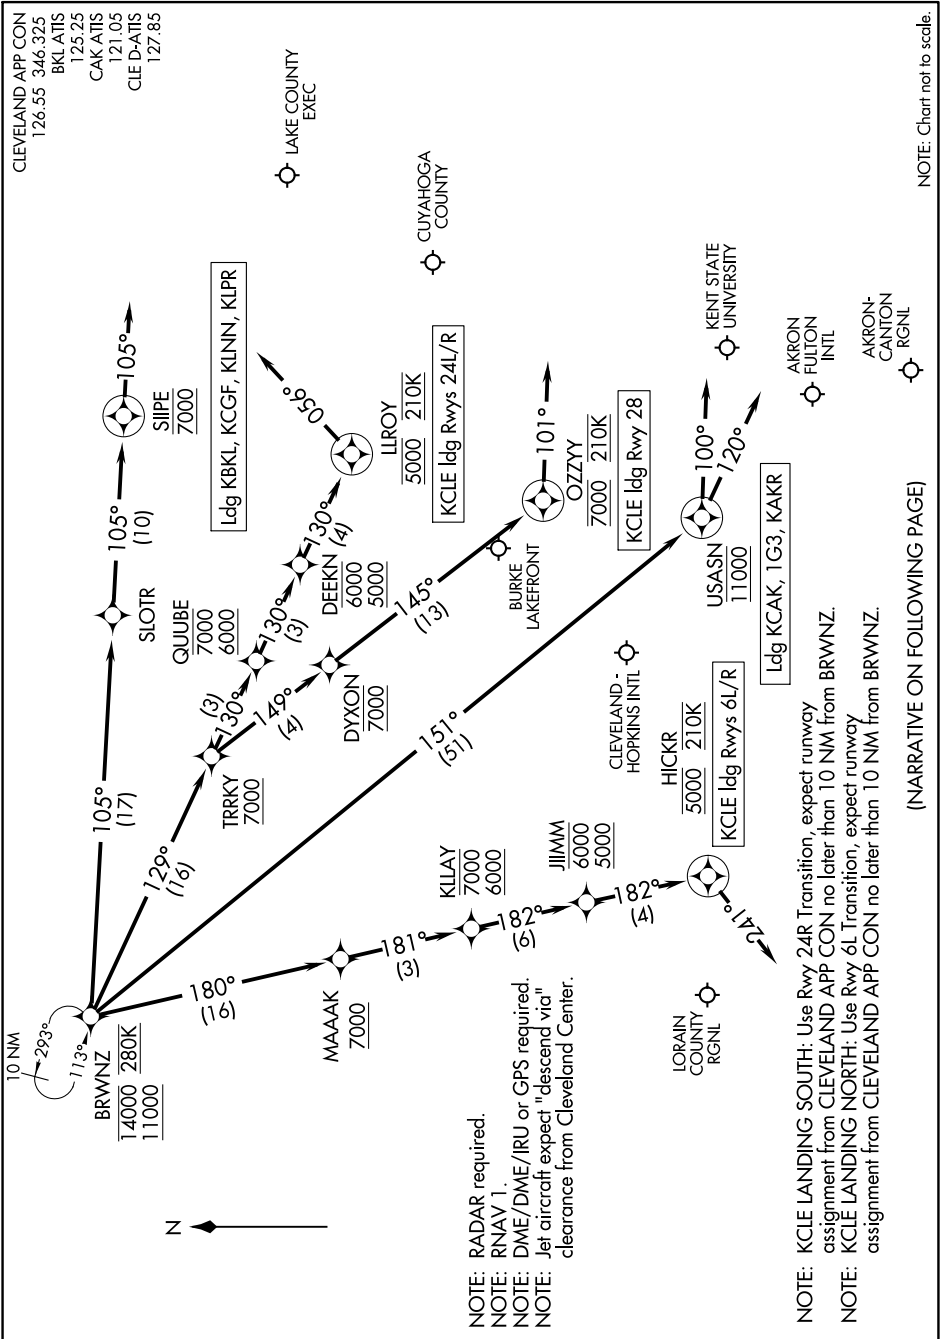 CLEVELAND APP CON
126.55 346.325
BKL ATIS
125.25
CAK ATIS
121.05
CLE D-ATIS
127.85
LAKE COUNTY
EXEC
CUYAHOGA
COUNTY
KENT STATE
UNIVERSITY
AKRON
FULTON
INTL
AKRON-
CANTON
RGNL
NOTE: Chart not to scale.
10 NM
293°
113°
BRWNZ
14000 280K
11000
N
105°
(17)
SLOTR
105°
(10)
SIIPE
7000
105°
Ldg KBKL, KCGF, KLNN, KLPR
129°
(16)
TRRKY
7000
130°
(3)
QUUBE
7000
6000
130°
(3)
DEEKN
6000
5000
130°
(4)
LLROY
5000 210K
056°
KCLE ldg Rwys 24L/R
149°
(4)
DYXON
7000
145°
(13)
OZZYY
7000 210K
101°
KCLE ldg Rwy 28
BURKE
LAKEFRONT
151°
(51)
USASN
11000
100°
120°
Ldg KCAK, 1G3, KAKR
CLEVELAND -
HOPKINS INTL
180°
(16)
MAAAK
7000
181°
(3)
KLLAY
7000
6000
182°
(6)
JIIMM
6000
5000
182°
(4)
HICKR
5000 210K
KCLE ldg Rwys 6L/R
241°
LORAIN
COUNTY
RGNL
NOTE: RADAR required.
NOTE: RNAV 1.
NOTE: DME/DME/IRU or GPS required.
NOTE: Jet aircraft expect "descend via"
clearance from Cleveland Center.
NOTE: KCLE LANDING SOUTH: Use Rwy 24R Transition, expect runway
assignment from CLEVELAND APP CON no later than 10 NM from BRWNZ.
NOTE: KCLE LANDING NORTH: Use Rwy 6L Transition, expect runway
assignment from CLEVELAND APP CON no later than 10 NM from BRWNZ.
(NARRATIVE ON FOLLOWING PAGE)